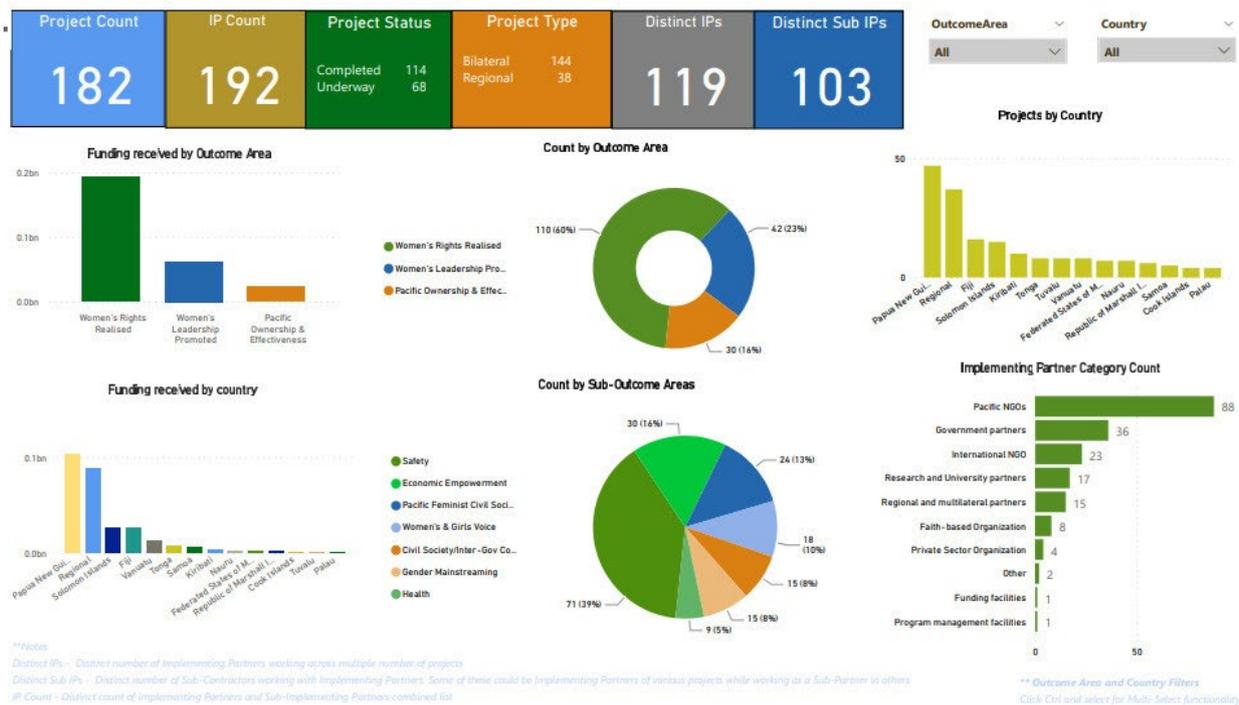 Project Count
182
IP Count
192
Project Status
Completed 114
Underway 68
Project Type
Bilateral 144
Regional 38
Distinct IPs
119
Distinct Sub IPs
103
OutcomeArea
All
Country
All
Funding received by Outcome Area
0.2bn
0.1bn
0.0bn
Women's Rights
Realised
Women's
Leadership
Promoted
Pacific
Ownership &
Effectiveness
Count by Outcome Area
Women's Rights Realised
Women's Leadership Pro...
Pacific Ownership & Effec...
110 (60%)
42 (23%)
30 (16%)
Projects by Country
50
0
Papua New Gui...
Regional
Fiji
Solomon Islands
Kiribati
Tonga
Tuvalu
Vanuatu
Federated States of M...
Nauru
Republic of Marshall I...
Samoa
Cook Islands
Palau
Funding received by country
0.1bn
0.0bn
Papua New Gui...
Regional
Solomon Islands
Fiji
Vanuatu
Tonga
Samoa
Kiribati
Nauru
Federated States of M...
Republic of Marshall I...
Cook Islands
Tuvalu
Palau
Count by Sub-Outcome Areas
Safety
Economic Empowerment
Pacific Feminist Civil Soci...
Women's & Girls Voice
Civil Society/Inter-Gov Co...
Gender Mainstreaming
Health
30 (16%)
24 (13%)
18
(10%)
15 (8%)
15 (8%)
9 (5%)
71 (39%)
Implementing Partner Category Count
Pacific NGOs 88
Government partners 36
International NGO 23
Research and University partners 17
Regional and multilateral partners 15
Faith-based Organization 8
Private Sector Organization 4
Other 2
Funding facilities 1
Program management facilities 1
0 50
**Notes
Distinct IPs - Distinct number of Implementing Partners working across multiple number of projects
Distinct Sub IPs - Distinct number of Sub-Contractors working with Implementing Partners. Some of these could be Implementing Partners of various projects while working as a Sub-Partner in others
IP Count - Distinct count of Implementing Partners and Sub-Implementing Partners combined list
** Outcome Area and Country Filters
Click Ctrl and select for Multi-Select functionality